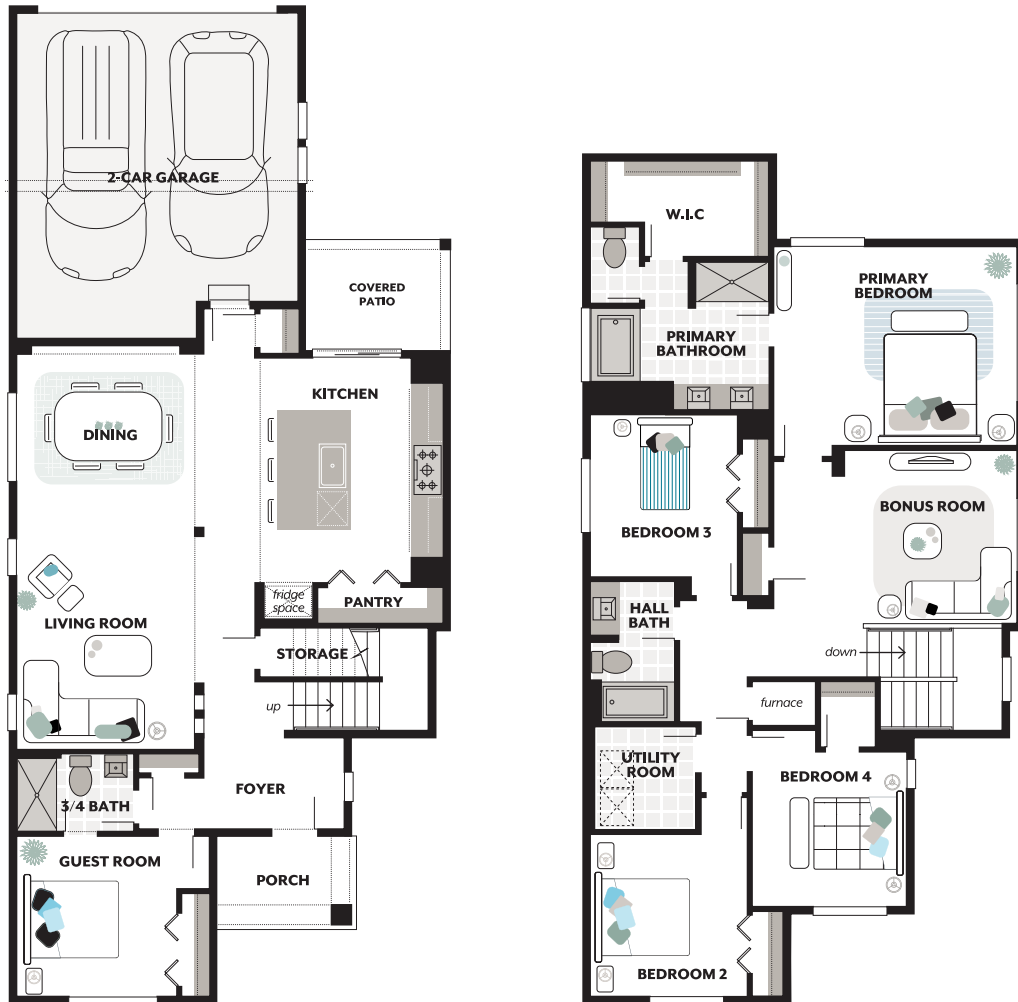 2-CAR GARAGE
COVERED
PATIO
KITCHEN
DINING
fridge
space
PANTRY
LIVING ROOM
STORAGE
up
FOYER
3/4 BATH
GUEST ROOM
PORCH
W.I.C
PRIMARY
BEDROOM
PRIMARY
BATHROOM
BONUS ROOM
BEDROOM 3
HALL
BATH
down
furnace
UTILITY
ROOM
BEDROOM 4
BEDROOM 2